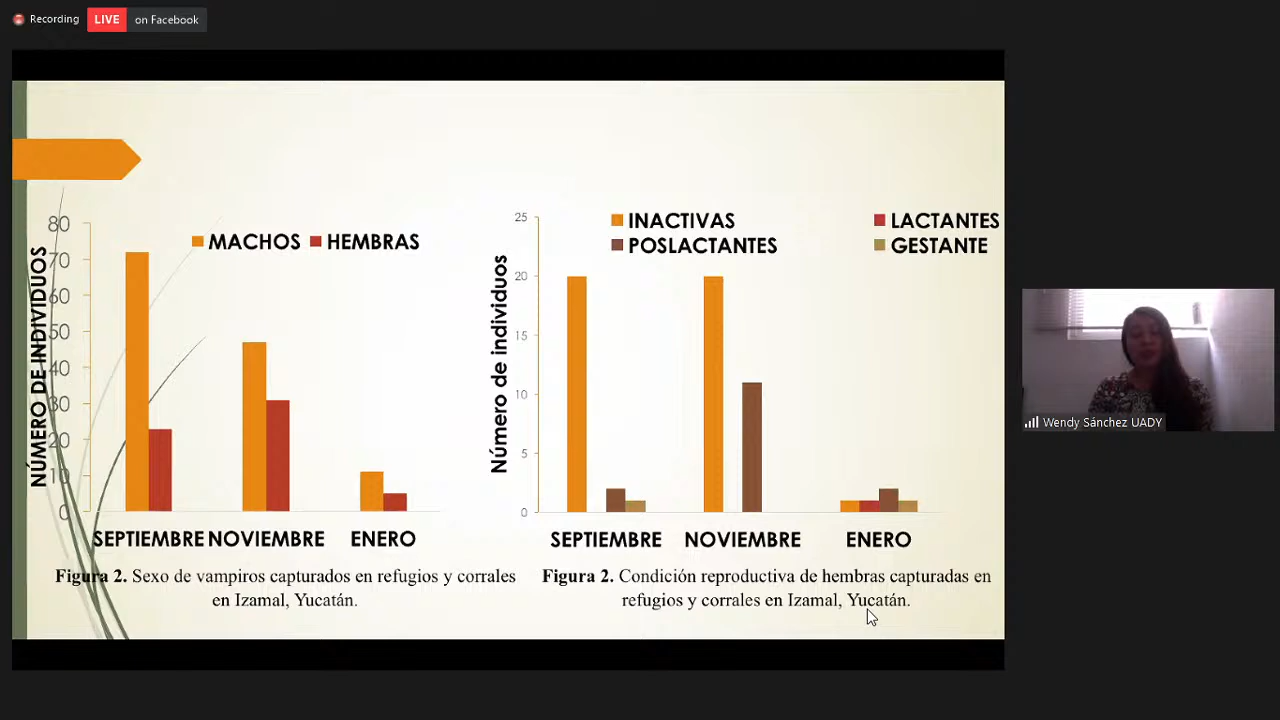 Recording
LIVE on Facebook
MACHOS HEMBRAS
NÚMERO DE INDIVIDUOS
80
70
60
50
40
30
20
10
0
SEPTIEMBRE NOVIEMBRE ENERO
Figura 2. Sexo de vampiros capturados en refugios y corrales
en Izamal, Yucatán.
INACTIVAS LACTANTES
POSLACTANTES GESTANTE
Número de individuos
25
20
15
10
5
0
SEPTIEMBRE NOVIEMBRE ENERO
Figura 2. Condición reproductiva de hembras capturadas en
refugios y corrales en Izamal, Yucatán.
Wendy Sánchez UADY